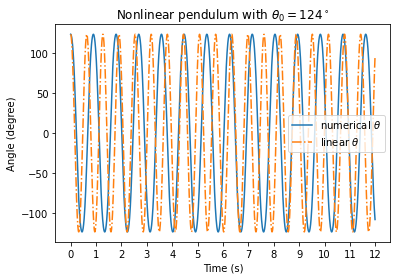 Nonlinear pendulum with θ₀ = 124°
Angle (degree)
100
50
0
−50
−100
numerical θ
linear θ
0 1 2 3 4 5 6 7 8 9 10 11 12
Time (s)